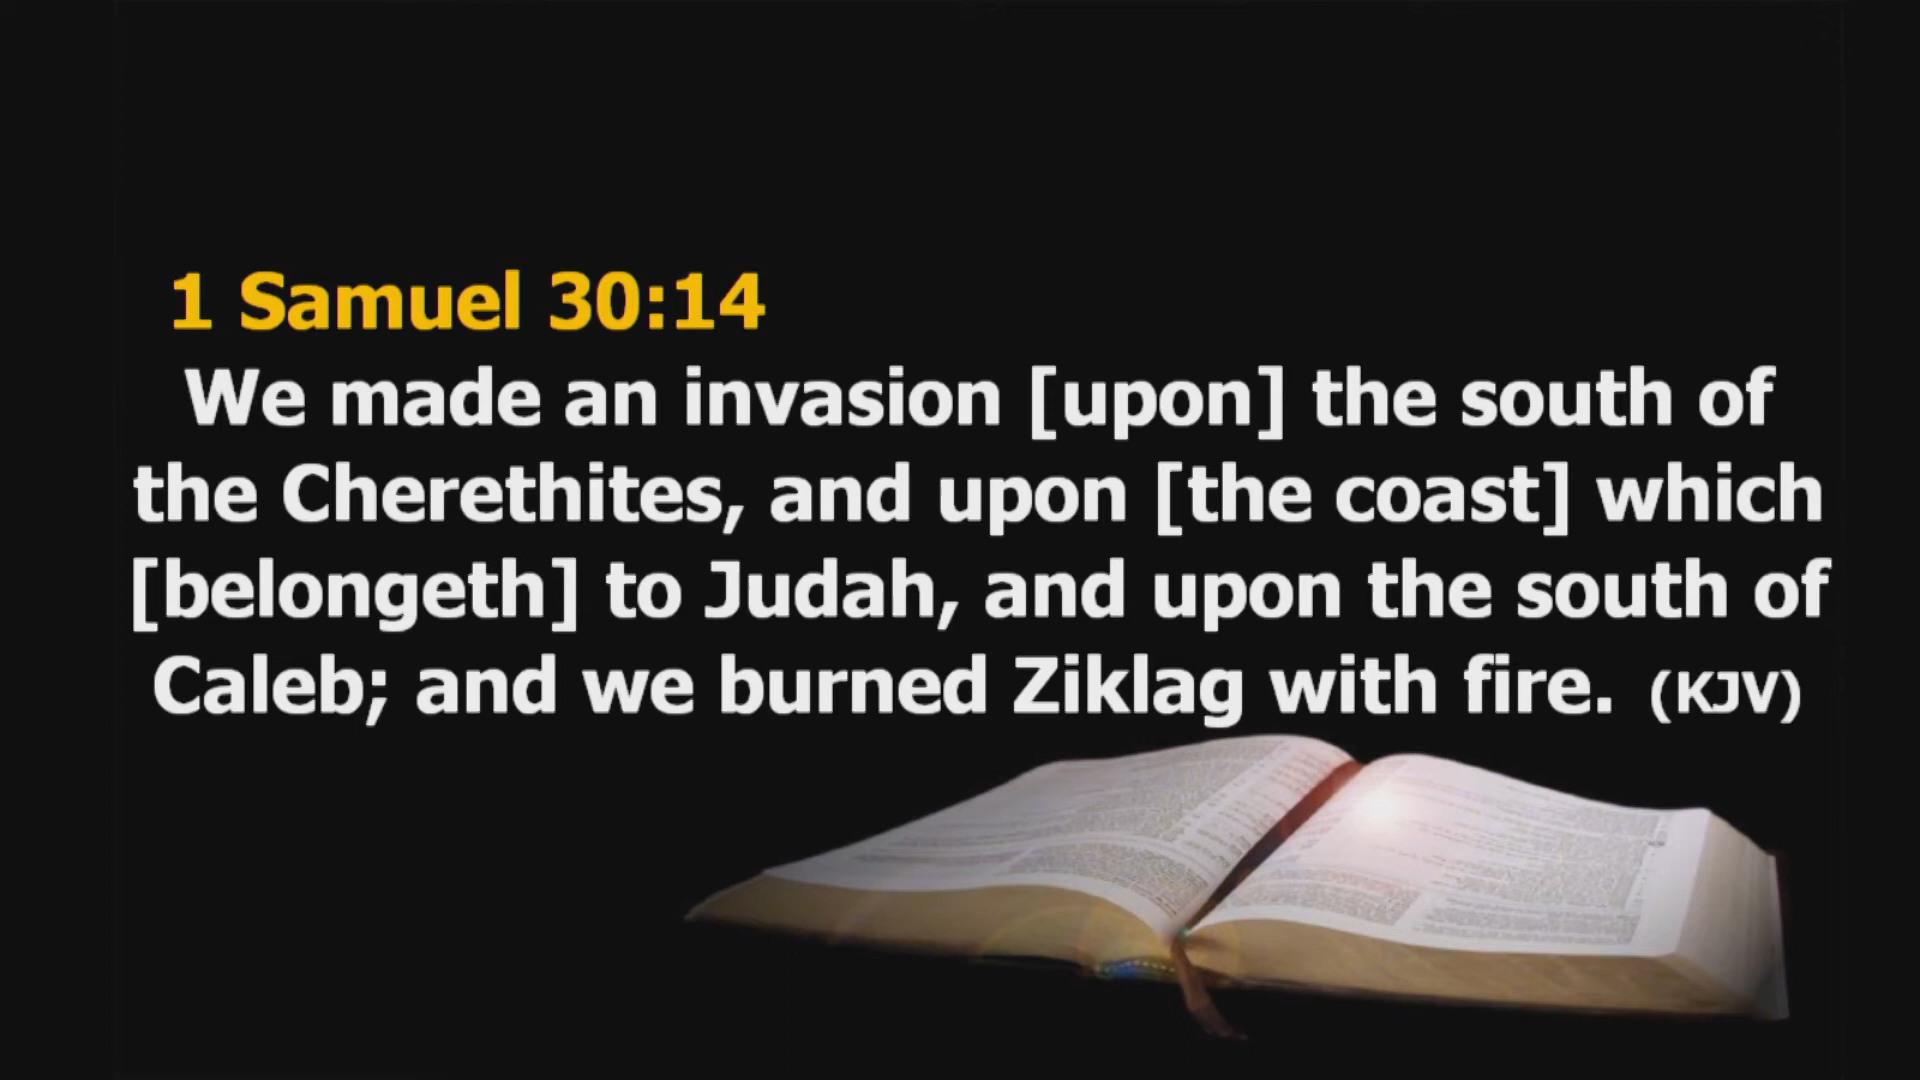 1 Samuel 30:14
We made an invasion [upon] the south of
the Cherethites, and upon [the coast] which
[belongeth] to Judah, and upon the south of
Caleb; and we burned Ziklag with fire. (KJV)